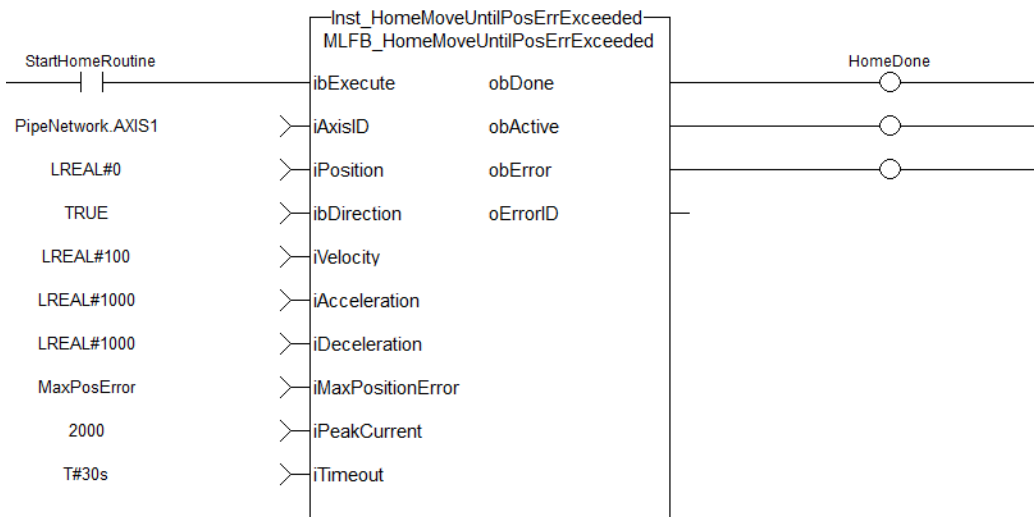 Inst_HomeMoveUntilPosErrExceeded
MLFB_HomeMoveUntilPosErrExceeded
StartHomeRoutine
HomeDone
ibExecute
obDone
PipeNetwork.AXIS1
iAxisID
obActive
LREAL#0
iPosition
obError
TRUE
ibDirection
oErrorID
LREAL#100
iVelocity
LREAL#1000
iAcceleration
LREAL#1000
iDeceleration
MaxPosError
iMaxPositionError
2000
iPeakCurrent
T#30s
iTimeout